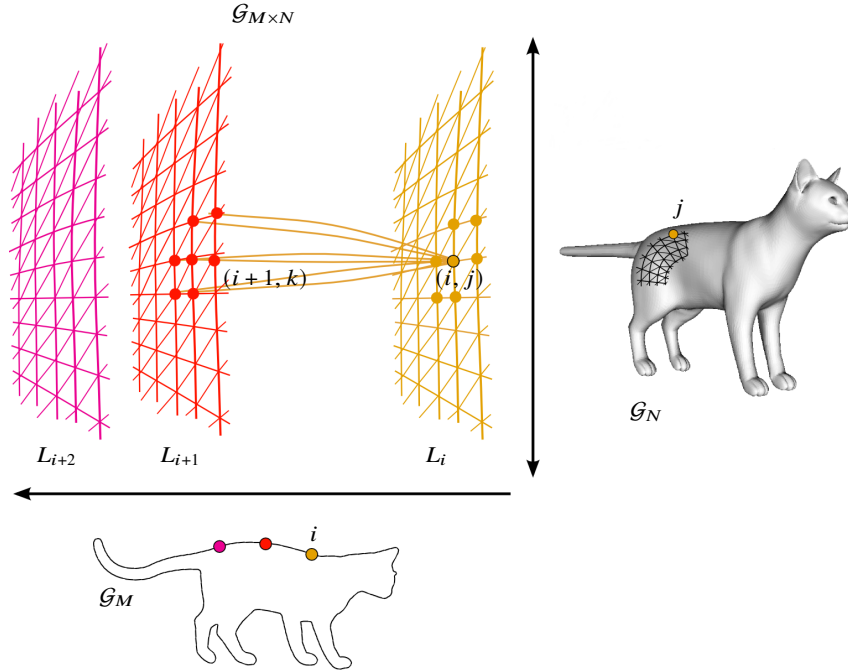 𝒢_{M×N}
j
(i+1, k)
(i, j)
𝒢_N
L_{i+2}
L_{i+1}
L_i
i
𝒢_M